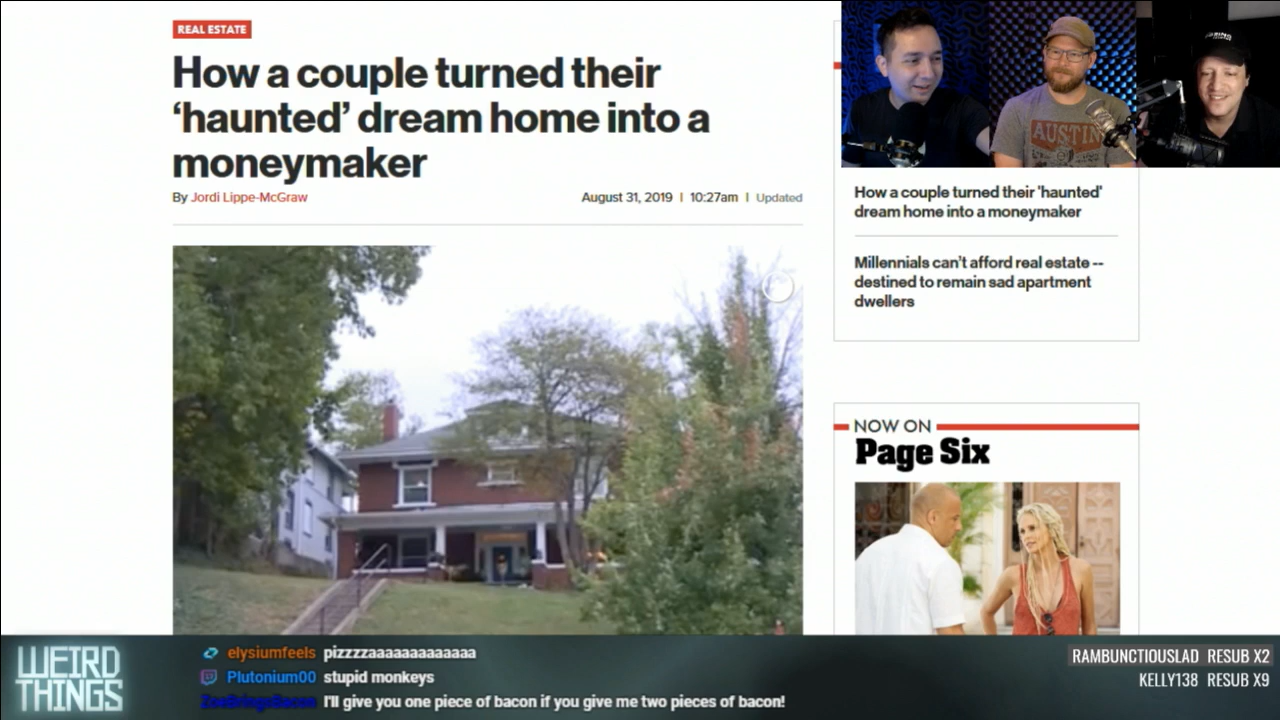 REAL ESTATE
How a couple turned their
‘haunted’ dream home into a
moneymaker
By Jordi Lippe-McGraw
August 31, 2019 | 10:27am | Updated
AUSTIN
How a couple turned their 'haunted'
dream home into a moneymaker
Millennials can't afford real estate --
destined to remain sad apartment
dwellers
NOW ON
Page Six
WEIRD
THINGS
elysiumfeels pizzzzaaaaaaaaaaaaa
Plutonium00 stupid monkeys
ZoeBringsBacon I'll give you one piece of bacon if you give me two pieces of bacon!
RAMBUNCTIOUSLAD RESUB X2
KELLY138 RESUB X9